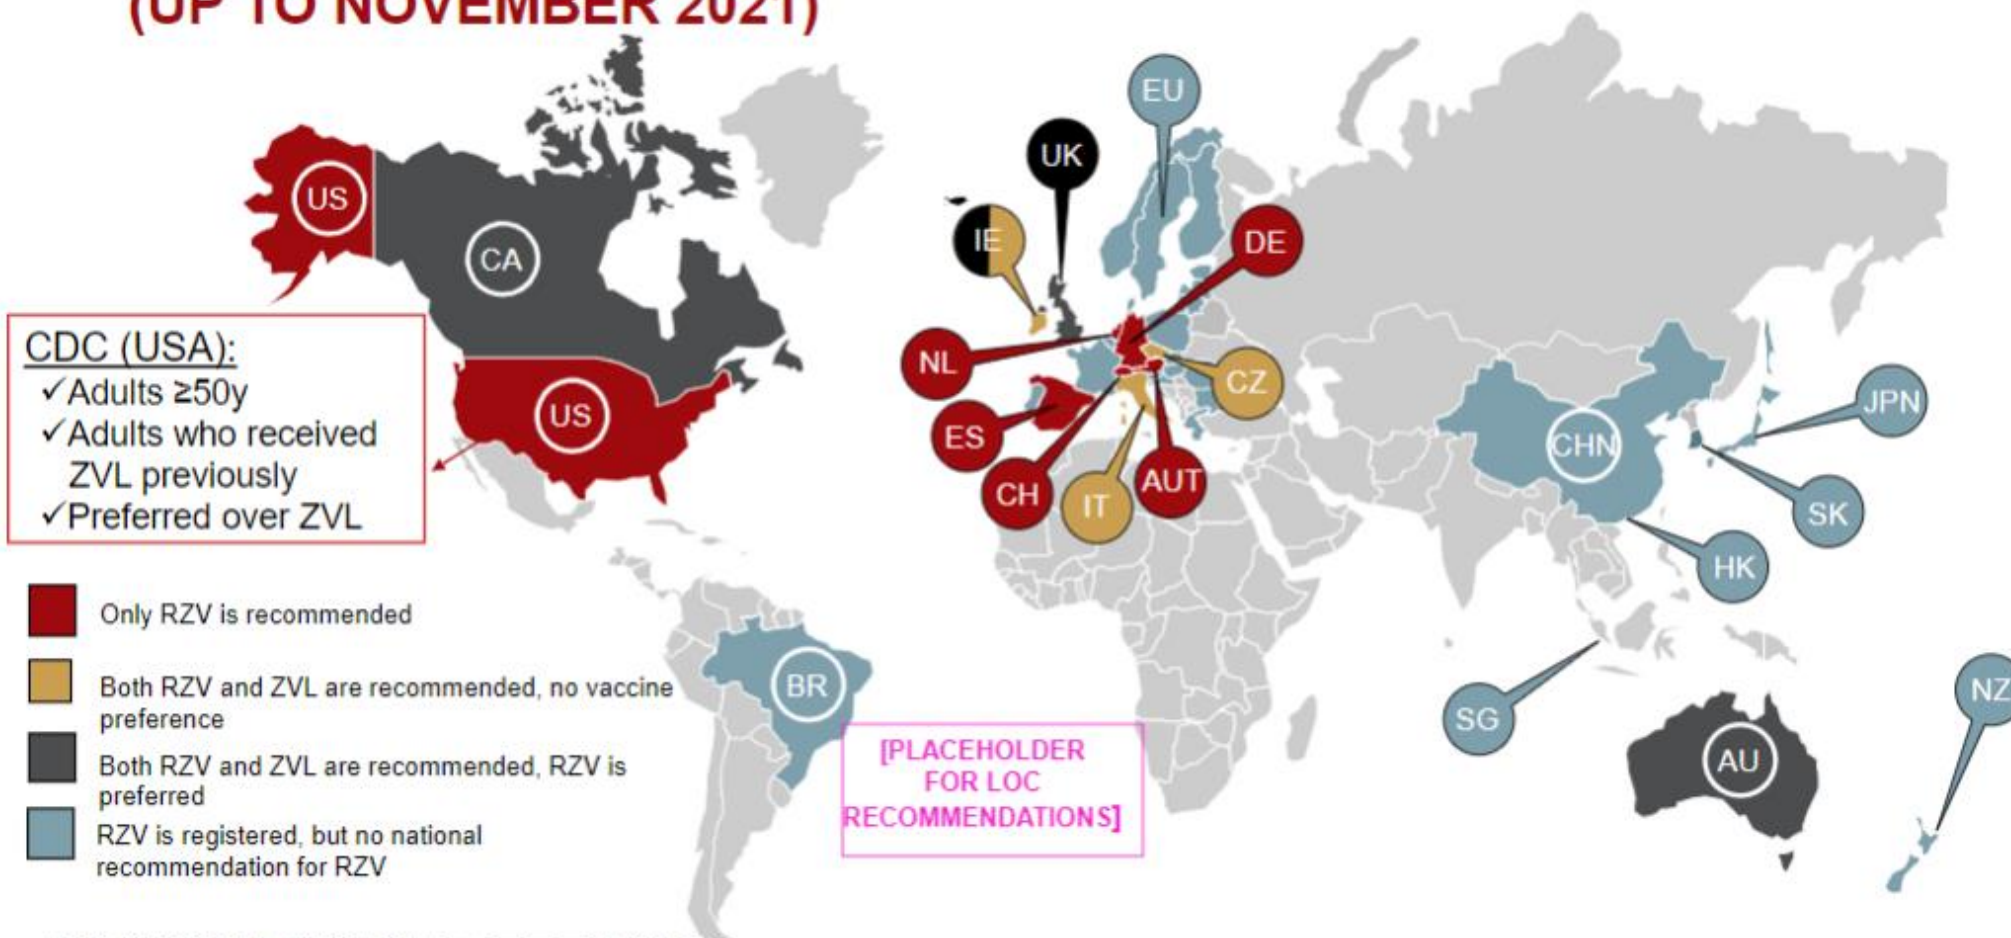 (UP TO NOVEMBER 2021)
EU
UK
US
IE
DE
CA
CDC (USA):
✓Adults ≥50y
✓Adults who received
ZVL previously
✓Preferred over ZVL
NL
CZ
US
ES
JPN
CHN
CH
IT
AUT
SK
HK
Only RZV is recommended
Both RZV and ZVL are recommended, no vaccine
preference
Both RZV and ZVL are recommended, RZV is
preferred
RZV is registered, but no national
recommendation for RZV
BR
SG
NZ
AU
[PLACEHOLDER
FOR LOC
RECOMMENDATIONS]